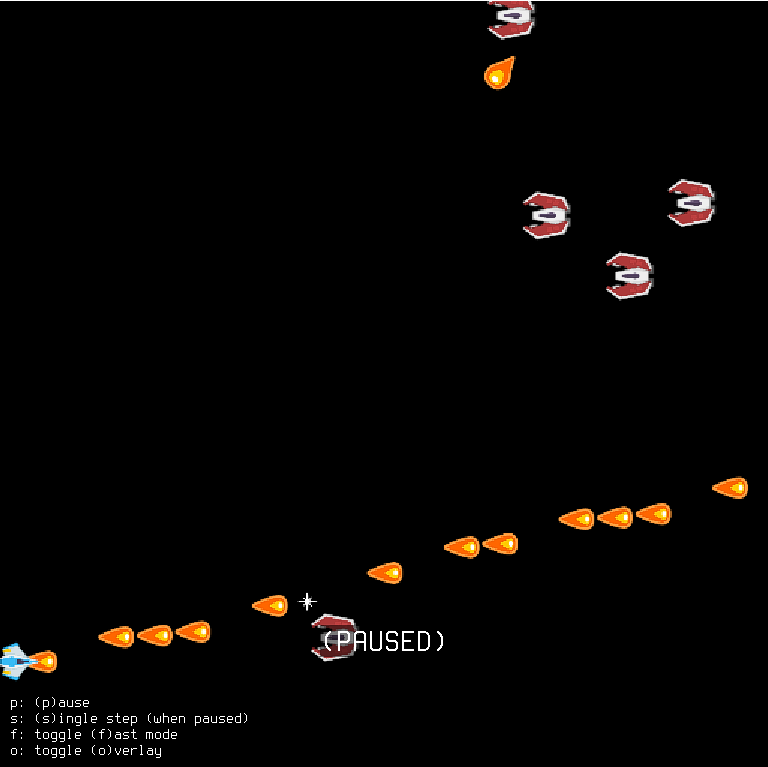 (PAUSED)
p: (p)ause
s: (s)ingle step (when paused)
f: toggle (f)ast mode
o: toggle (o)verlay